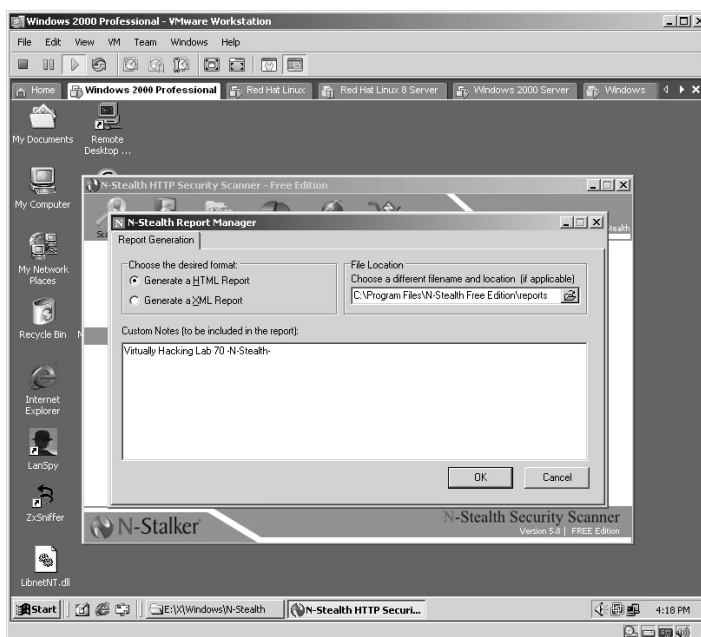 Windows 2000 Professional - VMware Workstation
File Edit View VM Team Windows Help
Home Windows 2000 Professional Red Hat Linux Red Hat Linux 8 Server Windows 2000 Server Windows
My Documents
Remote Desktop ...
My Computer
My Network Places
Recycle Bin
N
Internet Explorer
LanSpy
ZxSniffer
LibnetNT.dll
N-Stealth HTTP Security Scanner - Free Edition
N-Stealth Report Manager
Report Generation
Choose the desired format:
Generate a HTML Report
Generate a XML Report
File Location
Choose a different filename and location (if applicable)
C:\Program Files\N-Stealth Free Edition\reports
Custom Notes (to be included in the report):
Virtually Hacking Lab 70 -N-Stealth-
OK Cancel
N-Stalker
N-Stealth Security Scanner
Version 5.8 | FREE Edition
Start E:\X\Windows\N-Stealth N-Stealth HTTP Securi... 4:18 PM